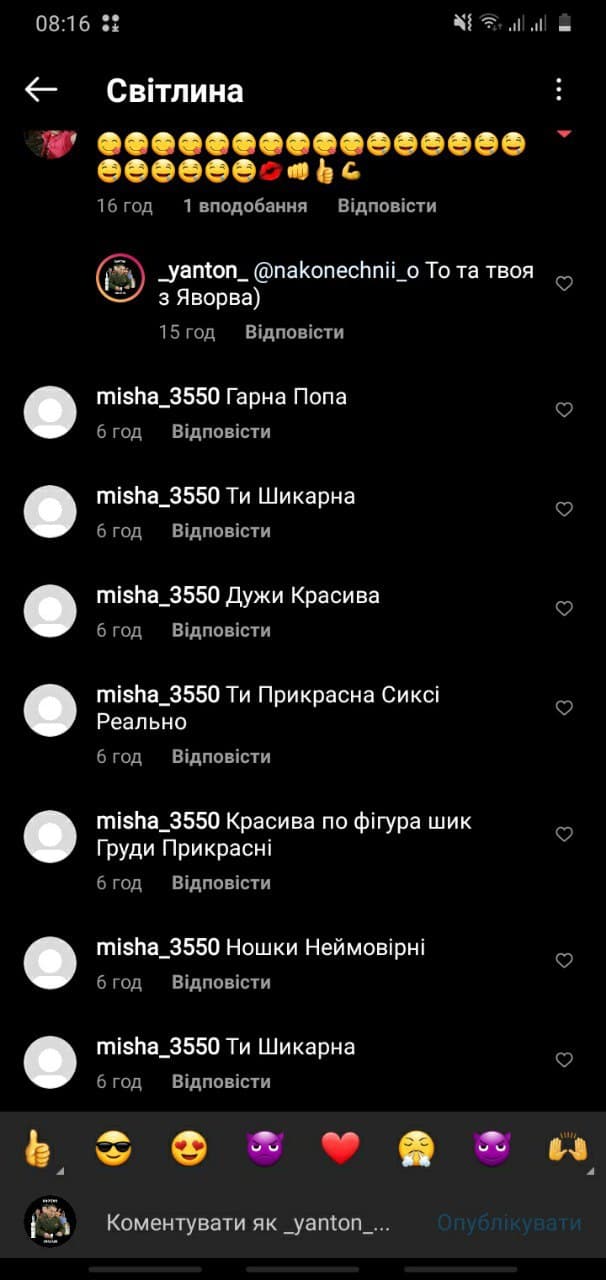 08:16
Світлина
😋😋😋😋😋😋😋😋😋😋🤤🤤🤤🤤🤤🤤
🤤🤤🤤🤤🤤🤤💋👊👍💪
16 год 1 вподобання Відповісти
_yanton_ @nakonechnii_o То та твоя
з Яворва)
15 год Відповісти
misha_3550 Гарна Попа
6 год Відповісти
misha_3550 Ти Шикарна
6 год Відповісти
misha_3550 Дужи Красива
6 год Відповісти
misha_3550 Ти Прикрасна Сиксі
Реально
6 год Відповісти
misha_3550 Красива по фігура шик
Груди Прикрасні
6 год Відповісти
misha_3550 Ношки Неймовірні
6 год Відповісти
misha_3550 Ти Шикарна
6 год Відповісти
👍😎😍😈❤️😤😈🙌
Коментувати як _yanton_... Опублікувати